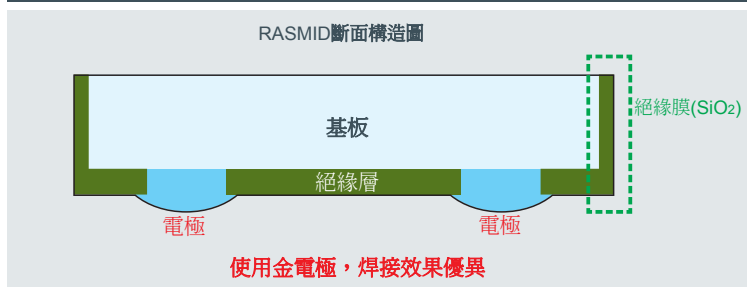 RASMID斷面構造圖
絕緣膜(SiO2)
基板
絕緣層
電極
電極
使用金電極，焊接效果優異